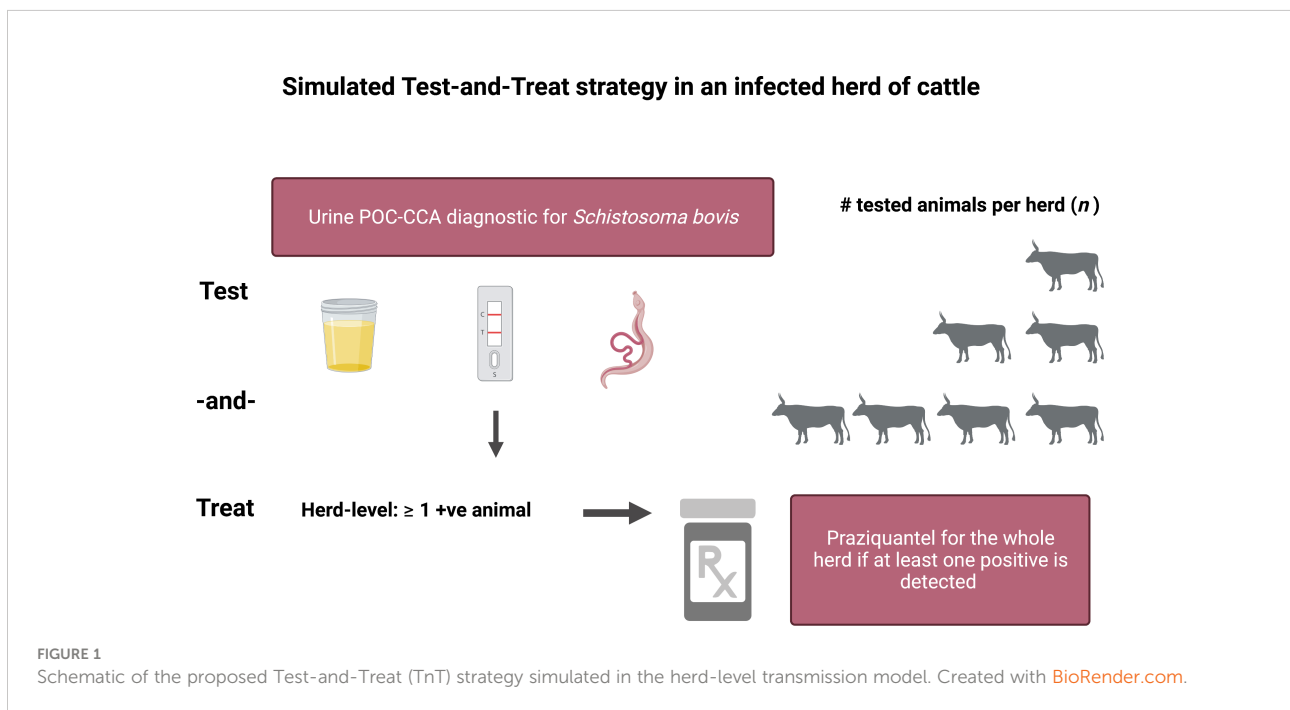 Simulated Test-and-Treat strategy in an infected herd of cattle
Urine POC-CCA diagnostic for Schistosoma bovis
# tested animals per herd (n )
Test
C
T
S
-and-
Treat
Herd-level: ≥ 1 +ve animal
Rx
Praziquantel for the whole
herd if at least one positive is
detected
FIGURE 1
Schematic of the proposed Test-and-Treat (TnT) strategy simulated in the herd-level transmission model. Created with BioRender.com.